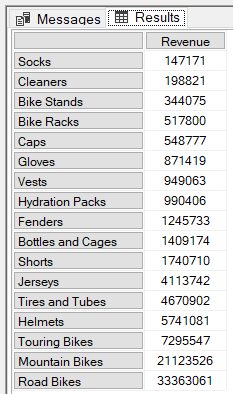 Messages Results
Revenue
Socks 147171
Cleaners 198821
Bike Stands 344075
Bike Racks 517800
Caps 548777
Gloves 871419
Vests 949063
Hydration Packs 990406
Fenders 1245733
Bottles and Cages 1409174
Shorts 1740710
Jerseys 4113742
Tires and Tubes 4670902
Helmets 5741081
Touring Bikes 7295547
Mountain Bikes 21123526
Road Bikes 33363061